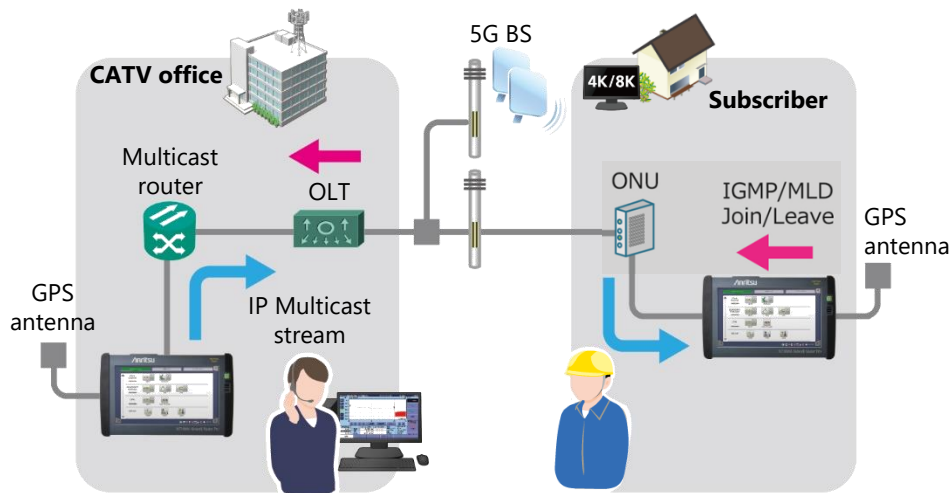 5G BS
CATV office
4K/8K
Subscriber
Multicast
router
OLT
ONU
IGMP/MLD
Join/Leave
GPS
antenna
GPS
antenna
IP Multicast
stream
Anritsu
Anritsu